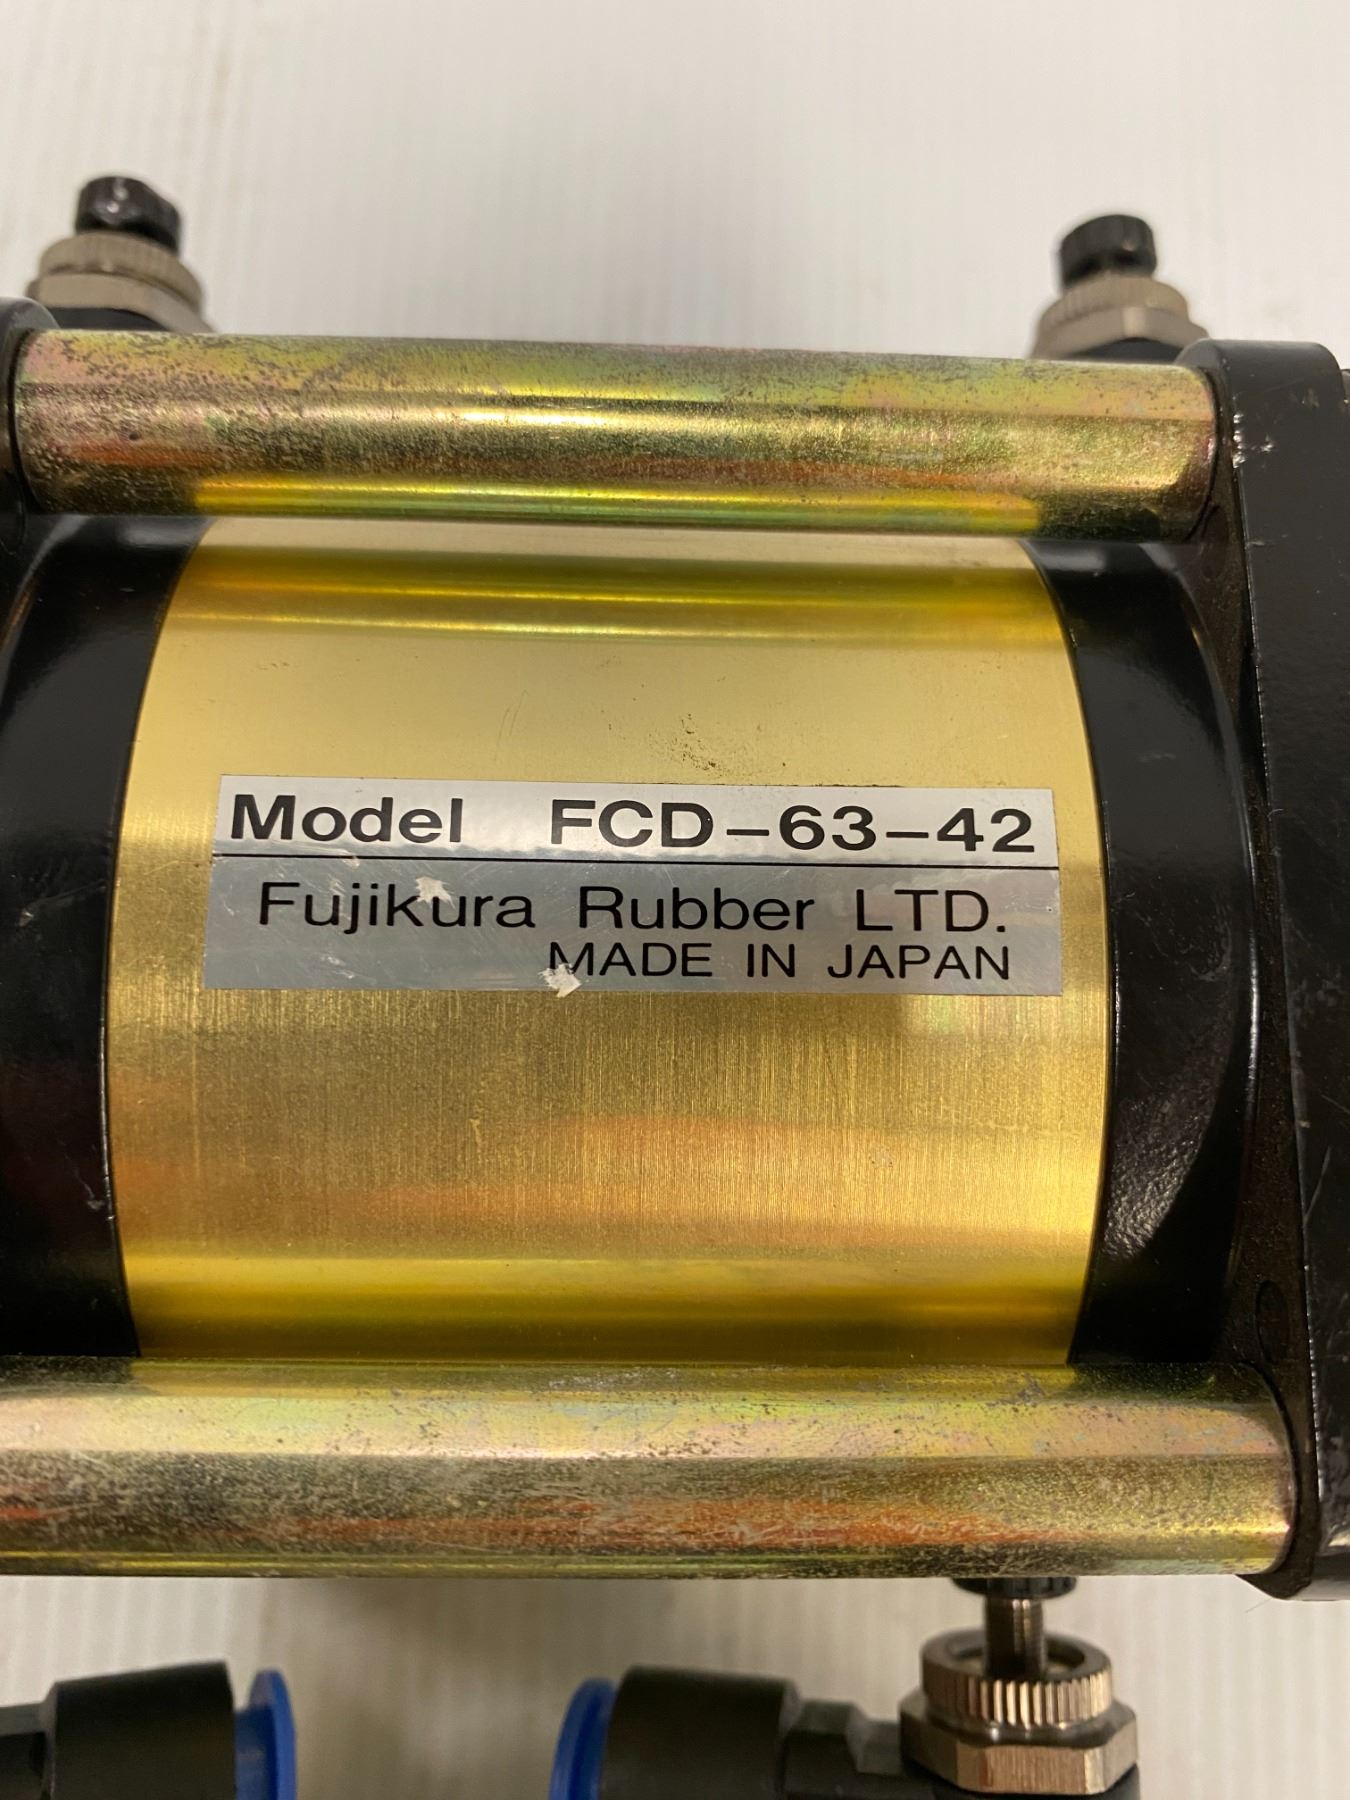 Model FCD-63-42
Fujikura Rubber LTD.
MADE IN JAPAN